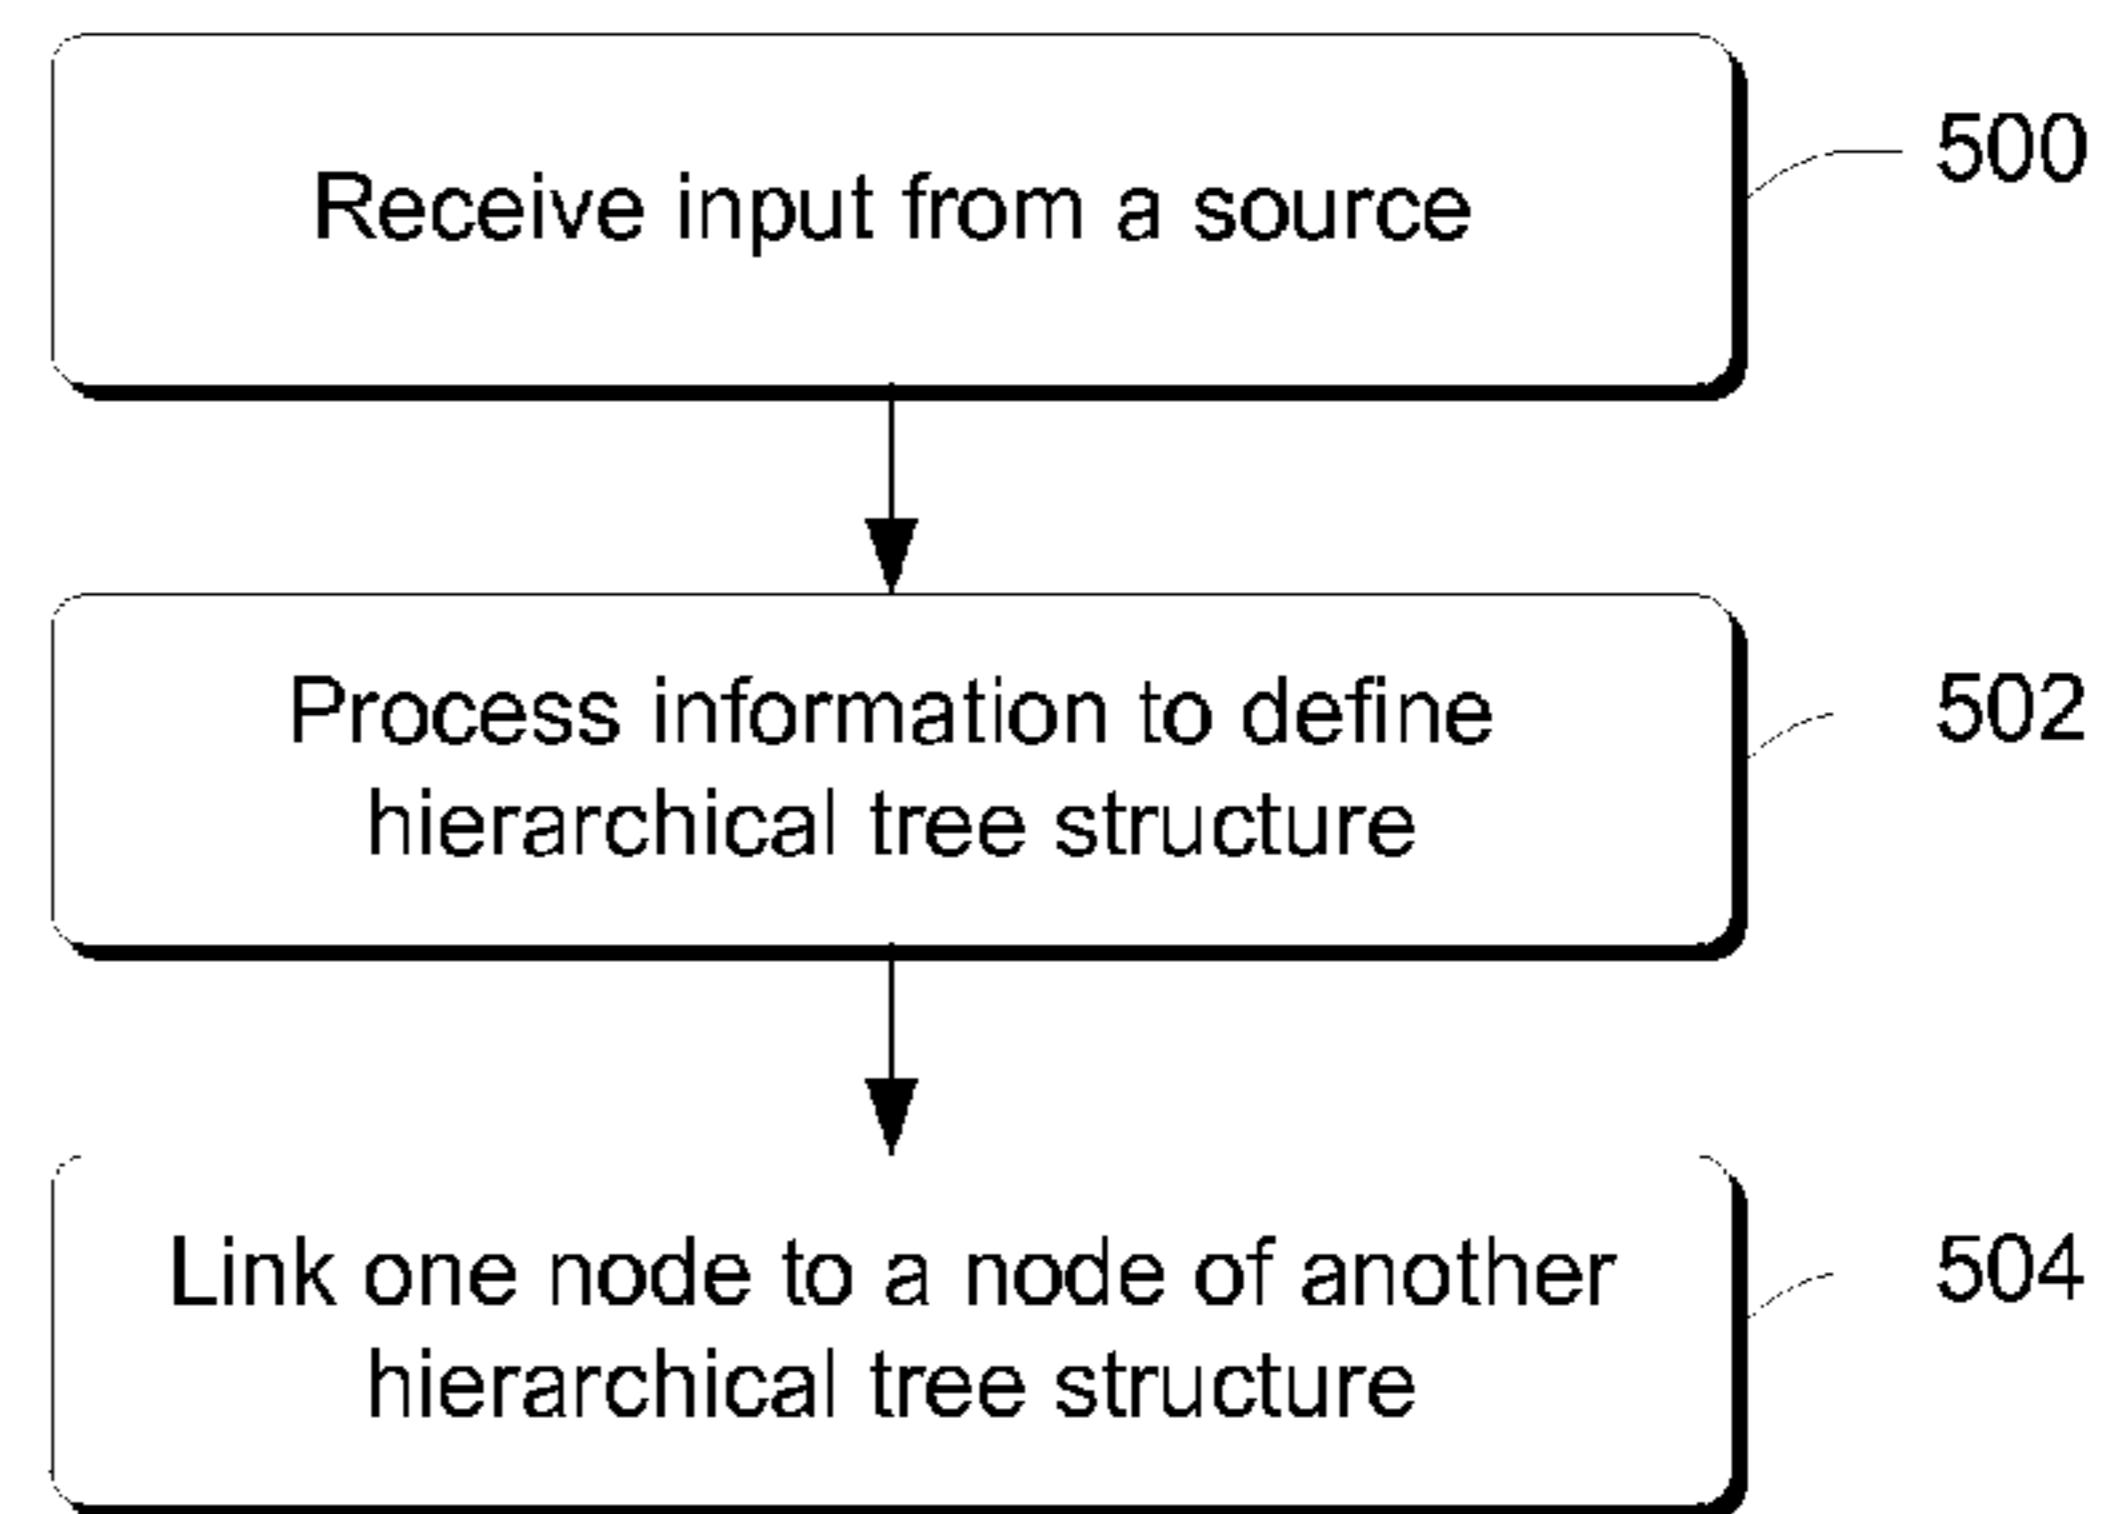 Receive input from a source
500
Process information to define
hierarchical tree structure
502
Link one node to a node of another
hierarchical tree structure
504